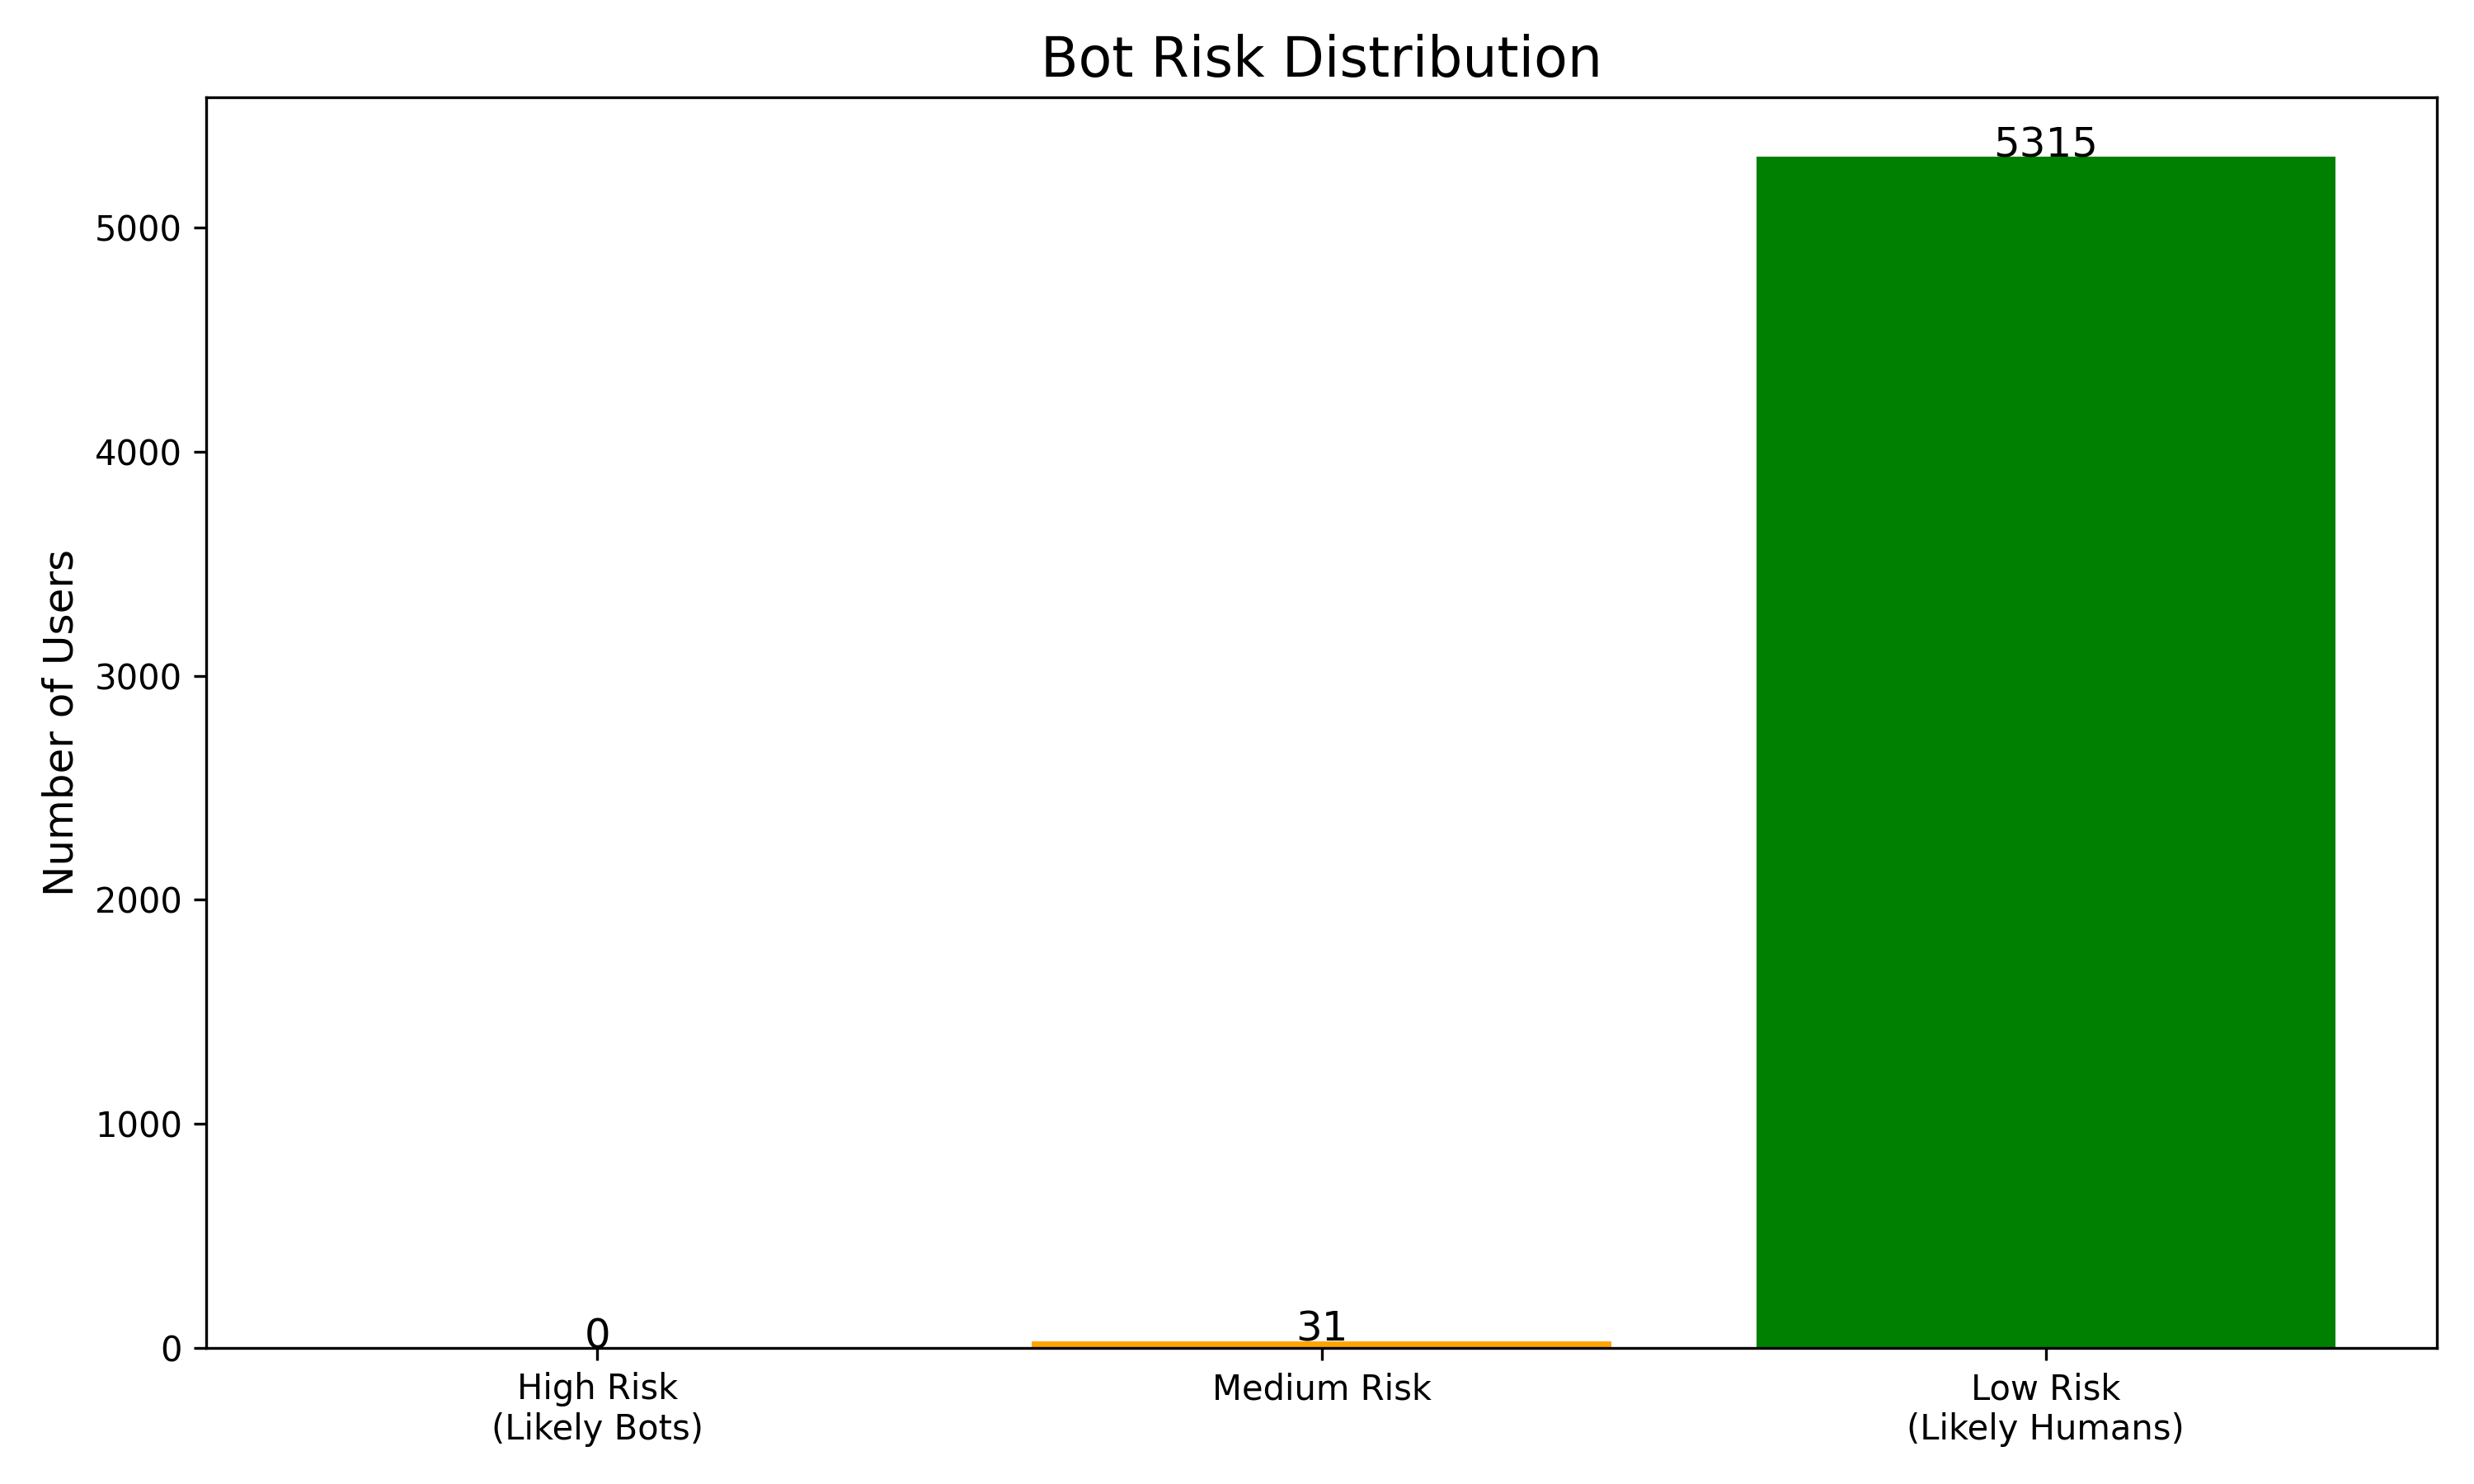 Bot Risk Distribution
Number of Users
5000
4000
3000
2000
1000
0
0
31
5315
High Risk
(Likely Bots)
Medium Risk
Low Risk
(Likely Humans)